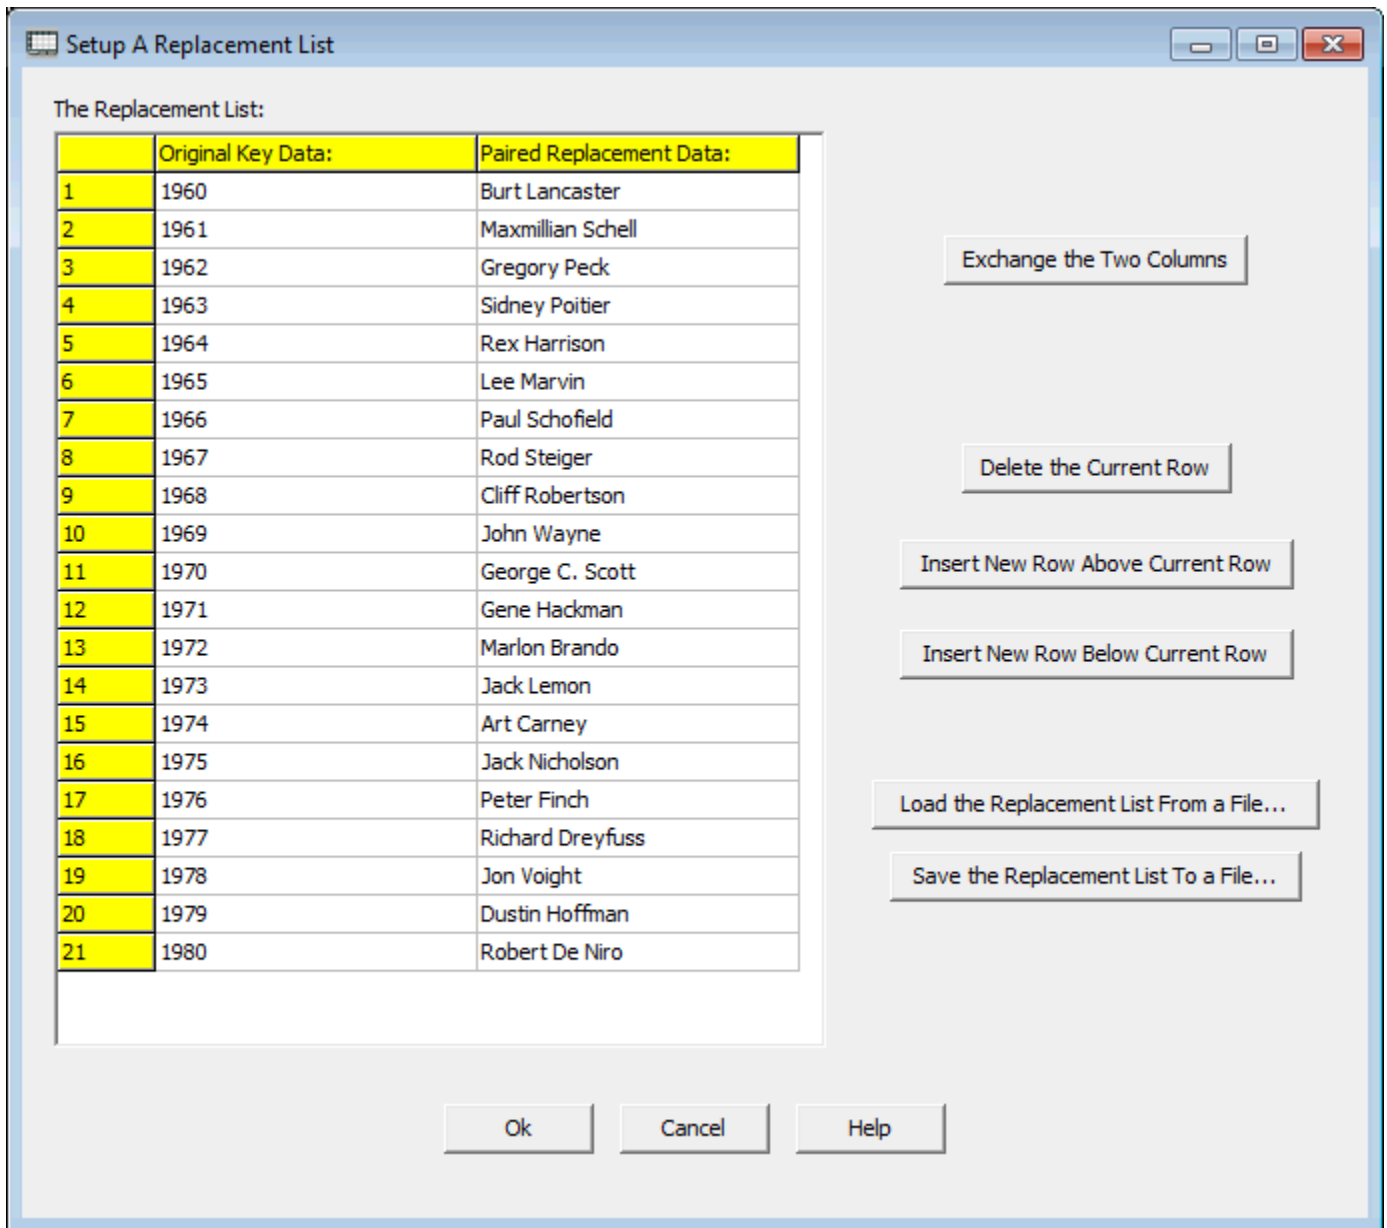 Setup A Replacement List
The Replacement List:
Original Key Data: Paired Replacement Data:
1 1960 Burt Lancaster
2 1961 Maxmillian Schell
3 1962 Gregory Peck
4 1963 Sidney Poitier
5 1964 Rex Harrison
6 1965 Lee Marvin
7 1966 Paul Schofield
8 1967 Rod Steiger
9 1968 Cliff Robertson
10 1969 John Wayne
11 1970 George C. Scott
12 1971 Gene Hackman
13 1972 Marlon Brando
14 1973 Jack Lemon
15 1974 Art Carney
16 1975 Jack Nicholson
17 1976 Peter Finch
18 1977 Richard Dreyfuss
19 1978 Jon Voight
20 1979 Dustin Hoffman
21 1980 Robert De Niro
Exchange the Two Columns
Delete the Current Row
Insert New Row Above Current Row
Insert New Row Below Current Row
Load the Replacement List From a File...
Save the Replacement List To a File...
Ok Cancel Help